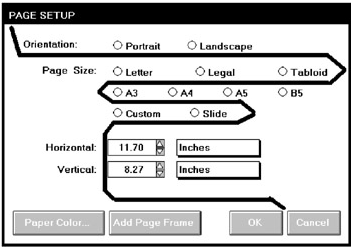 PAGE SETUP
Orientation: Portrait Landscape
Page Size: Letter Legal Tabloid
A3 A4 A5 B5
Custom Slide
Horizontal: 11.70 Inches
Vertical: 8.27 Inches
Paper Color... Add Page Frame OK Cancel